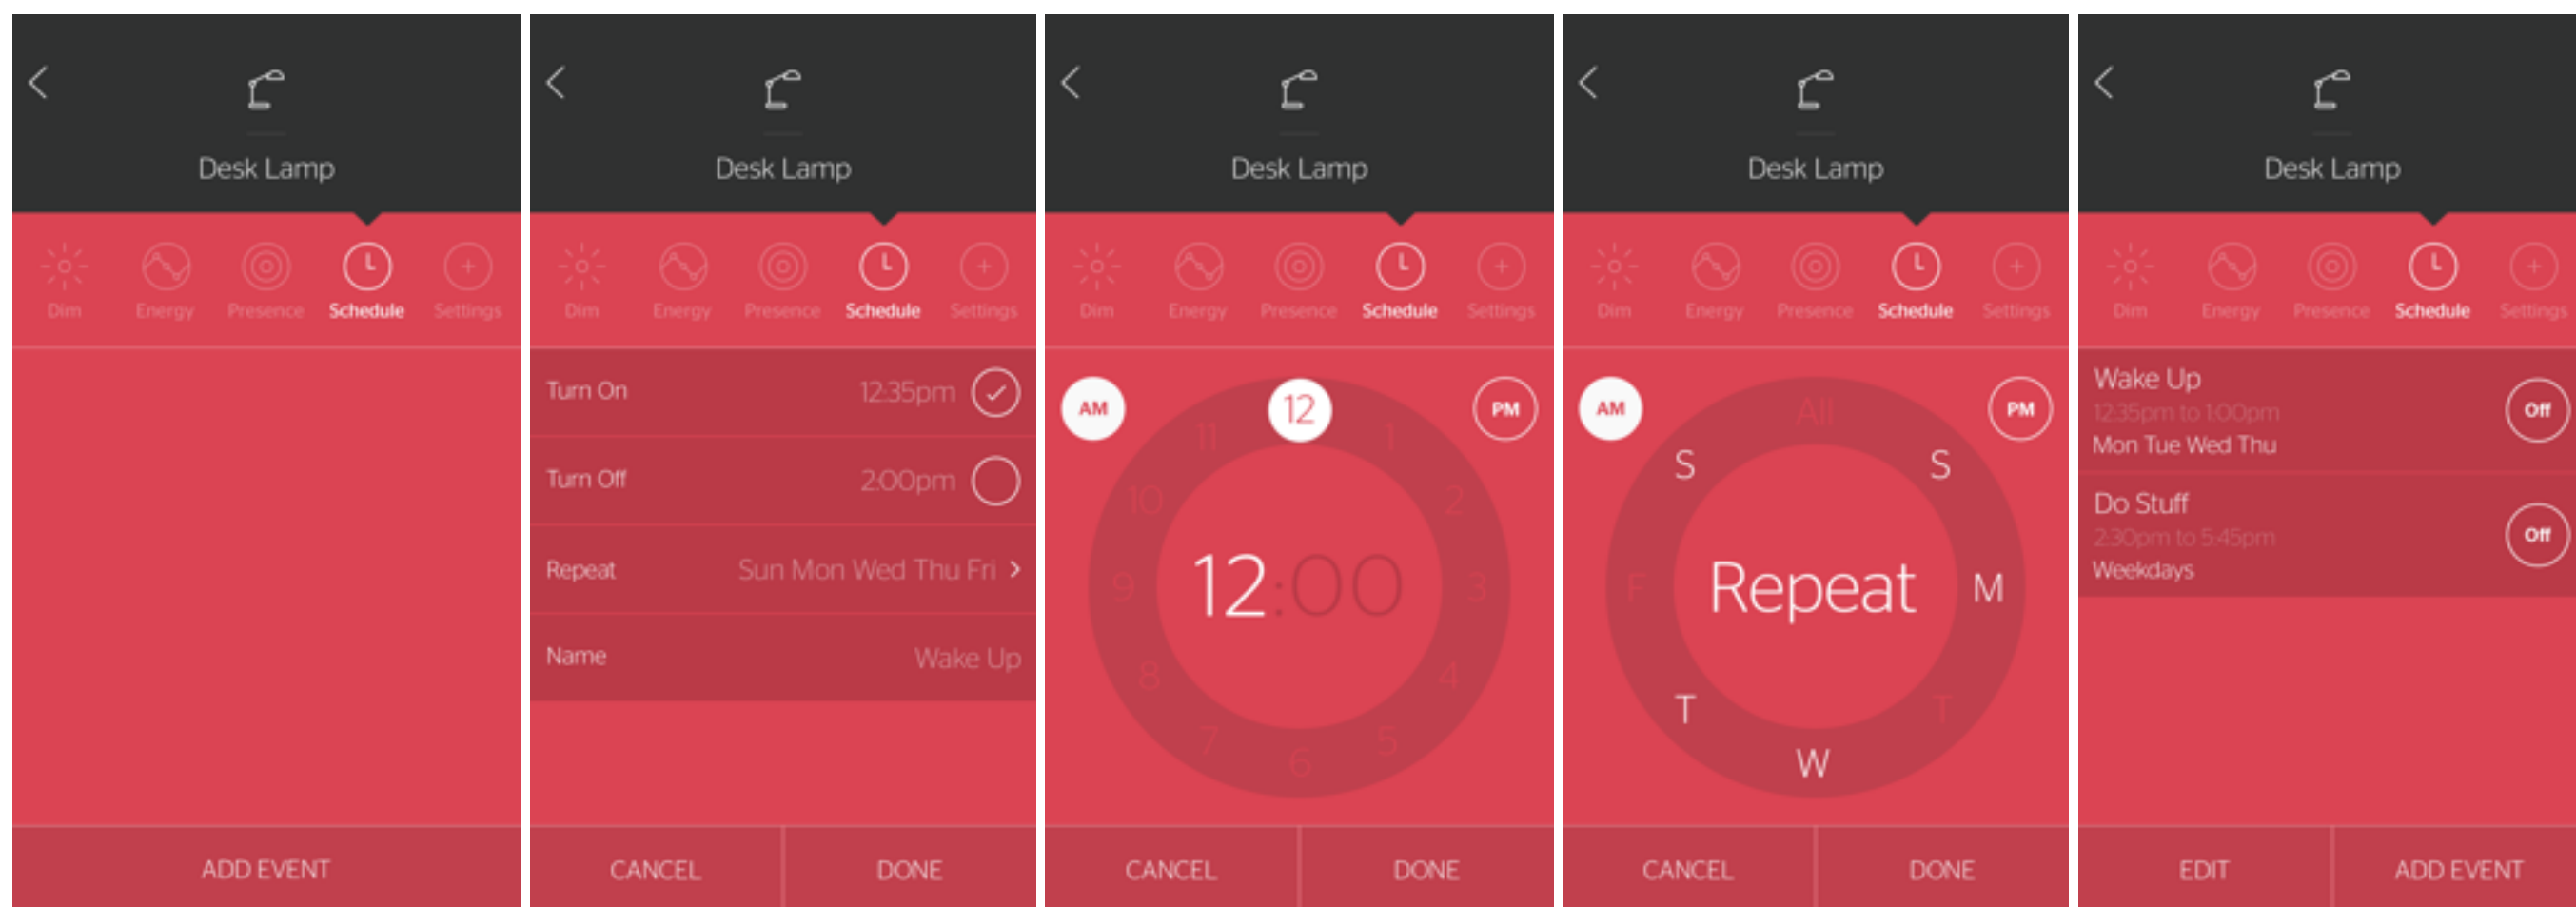 Desk Lamp
Dim Energy Presence Schedule Settings
ADD EVENT
Desk Lamp
Dim Energy Presence Schedule Settings
Turn On 12:35pm
Turn Off 2:00pm
Repeat Sun Mon Wed Thu Fri
Name Wake Up
CANCEL DONE
Desk Lamp
Dim Energy Presence Schedule Settings
AM 12 PM
11 1
10 2
12:00
9 3
8 4
7 5
6
CANCEL DONE
Desk Lamp
Dim Energy Presence Schedule Settings
AM All PM
S S
F Repeat M
T T
W
CANCEL DONE
Desk Lamp
Dim Energy Presence Schedule Settings
Wake Up
12:35pm to 1:00pm Off
Mon Tue Wed Thu
Do Stuff
2:30pm to 5:45pm Off
Weekdays
EDIT ADD EVENT